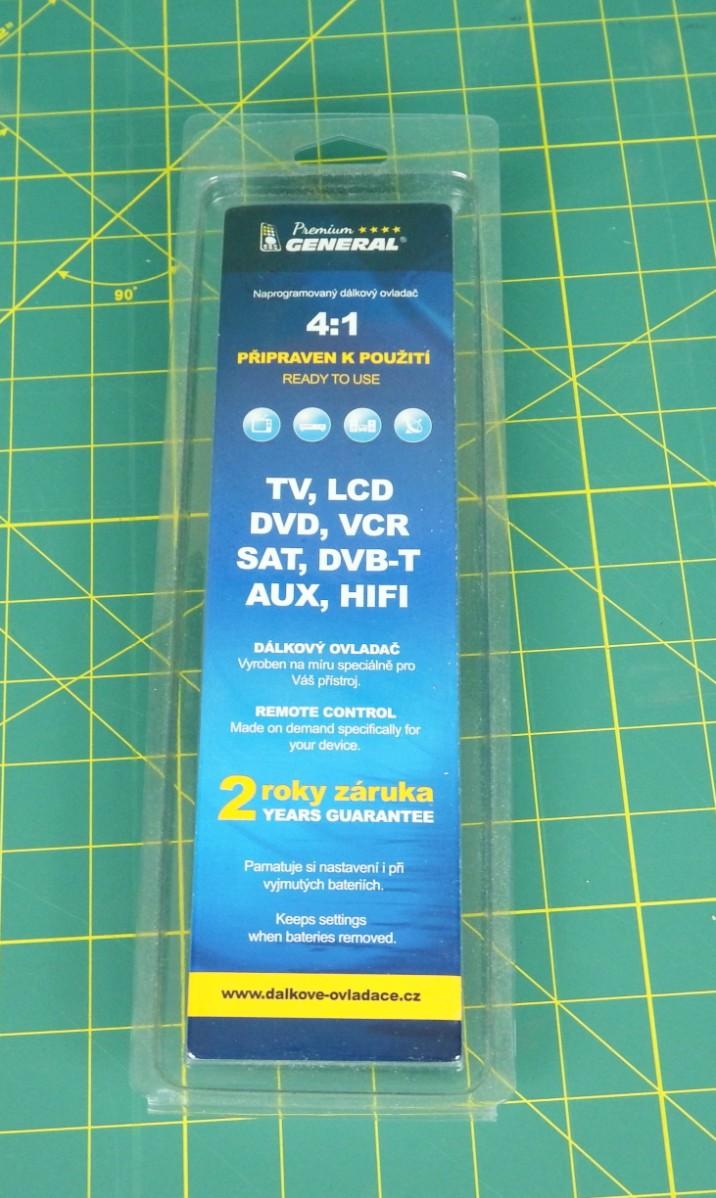 Premium
GENERAL®
Naprogramovaný dálkový ovladač
4:1
PŘIPRAVEN K POUŽITÍ
READY TO USE
TV, LCD
DVD, VCR
SAT, DVB-T
AUX, HIFI
DÁLKOVÝ OVLADAČ
Vyroben na míru speciálně pro
Váš přístroj.
REMOTE CONTROL
Made on demand specifically for
your device.
2 roky záruka
YEARS GUARANTEE
Pamatuje si nastavení i při
vyjmutých bateriích.
Keeps settings
when bateries removed.
www.dalkove-ovladace.cz
90°